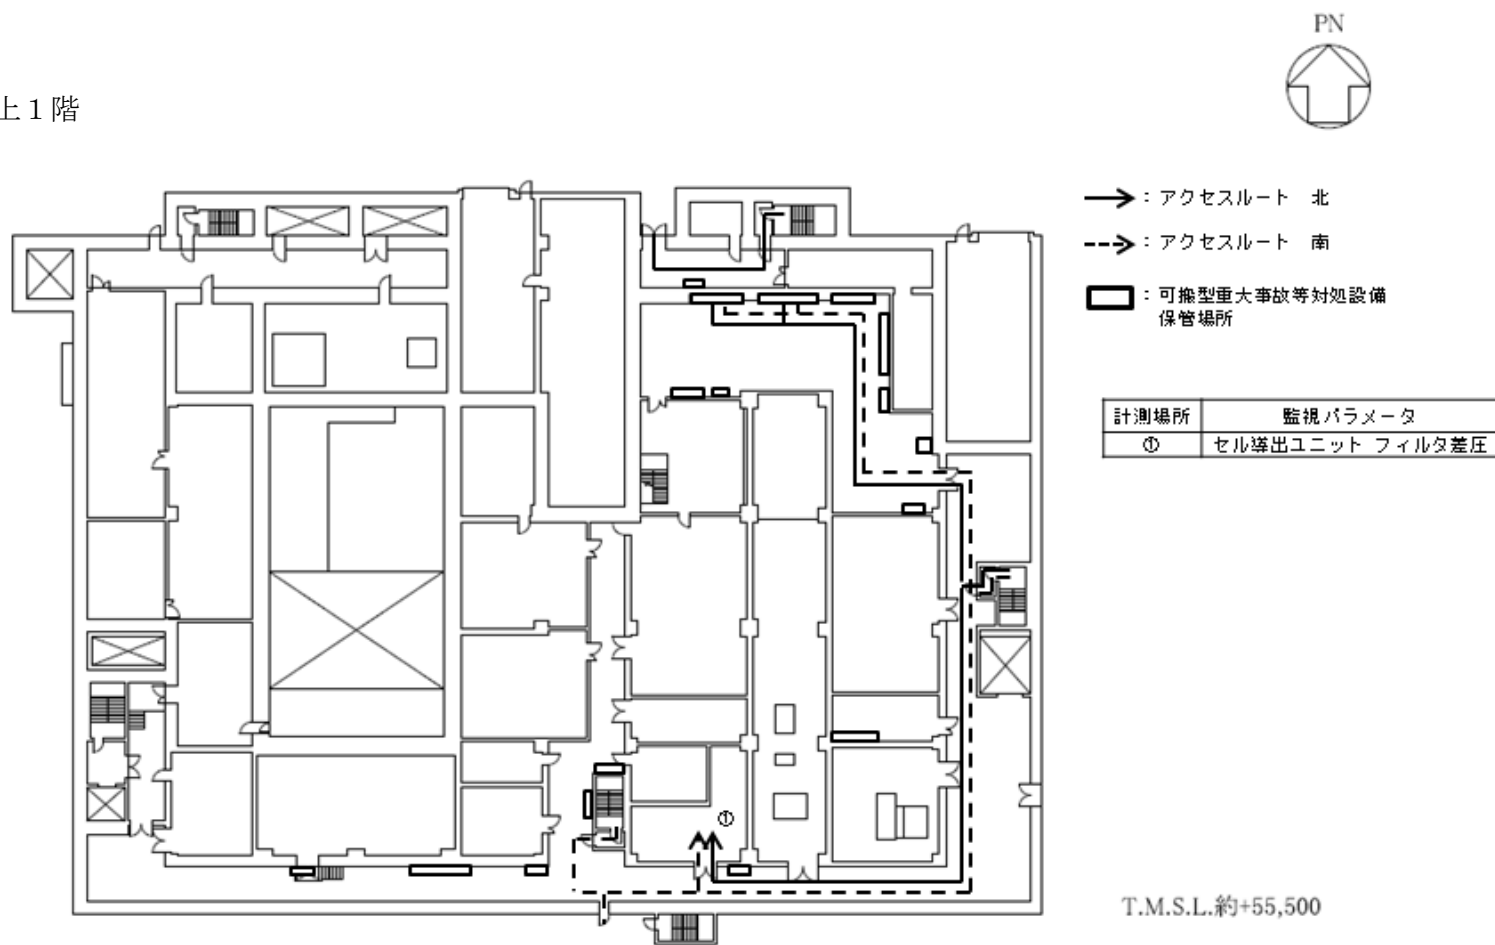 PN
上1階
：アクセスルート　北
：アクセスルート　南
：可搬型重大事故等対処設備
保管場所
計測場所 監視パラメータ
① セル導出ユニット フィルタ差圧
①
T.M.S.L.約+55,500